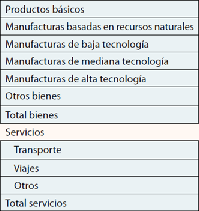 Productos básicos
Manufacturas basadas en recursos naturales
Manufacturas de baja tecnología
Manufacturas de mediana tecnología
Manufacturas de alta tecnología
Otros bienes
Total bienes
Servicios
Transporte
Viajes
Otros
Total servicios